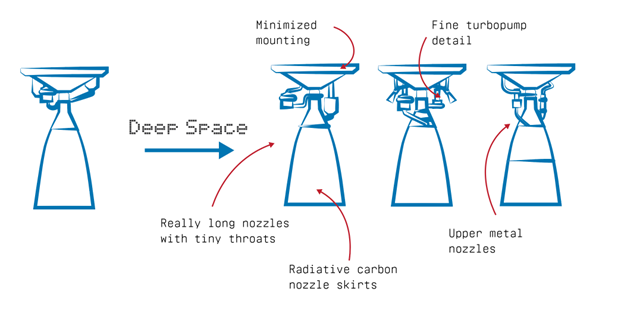 Minimized
mounting
Fine turbopump
detail
Deep Space
Really long nozzles
with tiny throats
Radiative carbon
nozzle skirts
Upper metal
nozzles